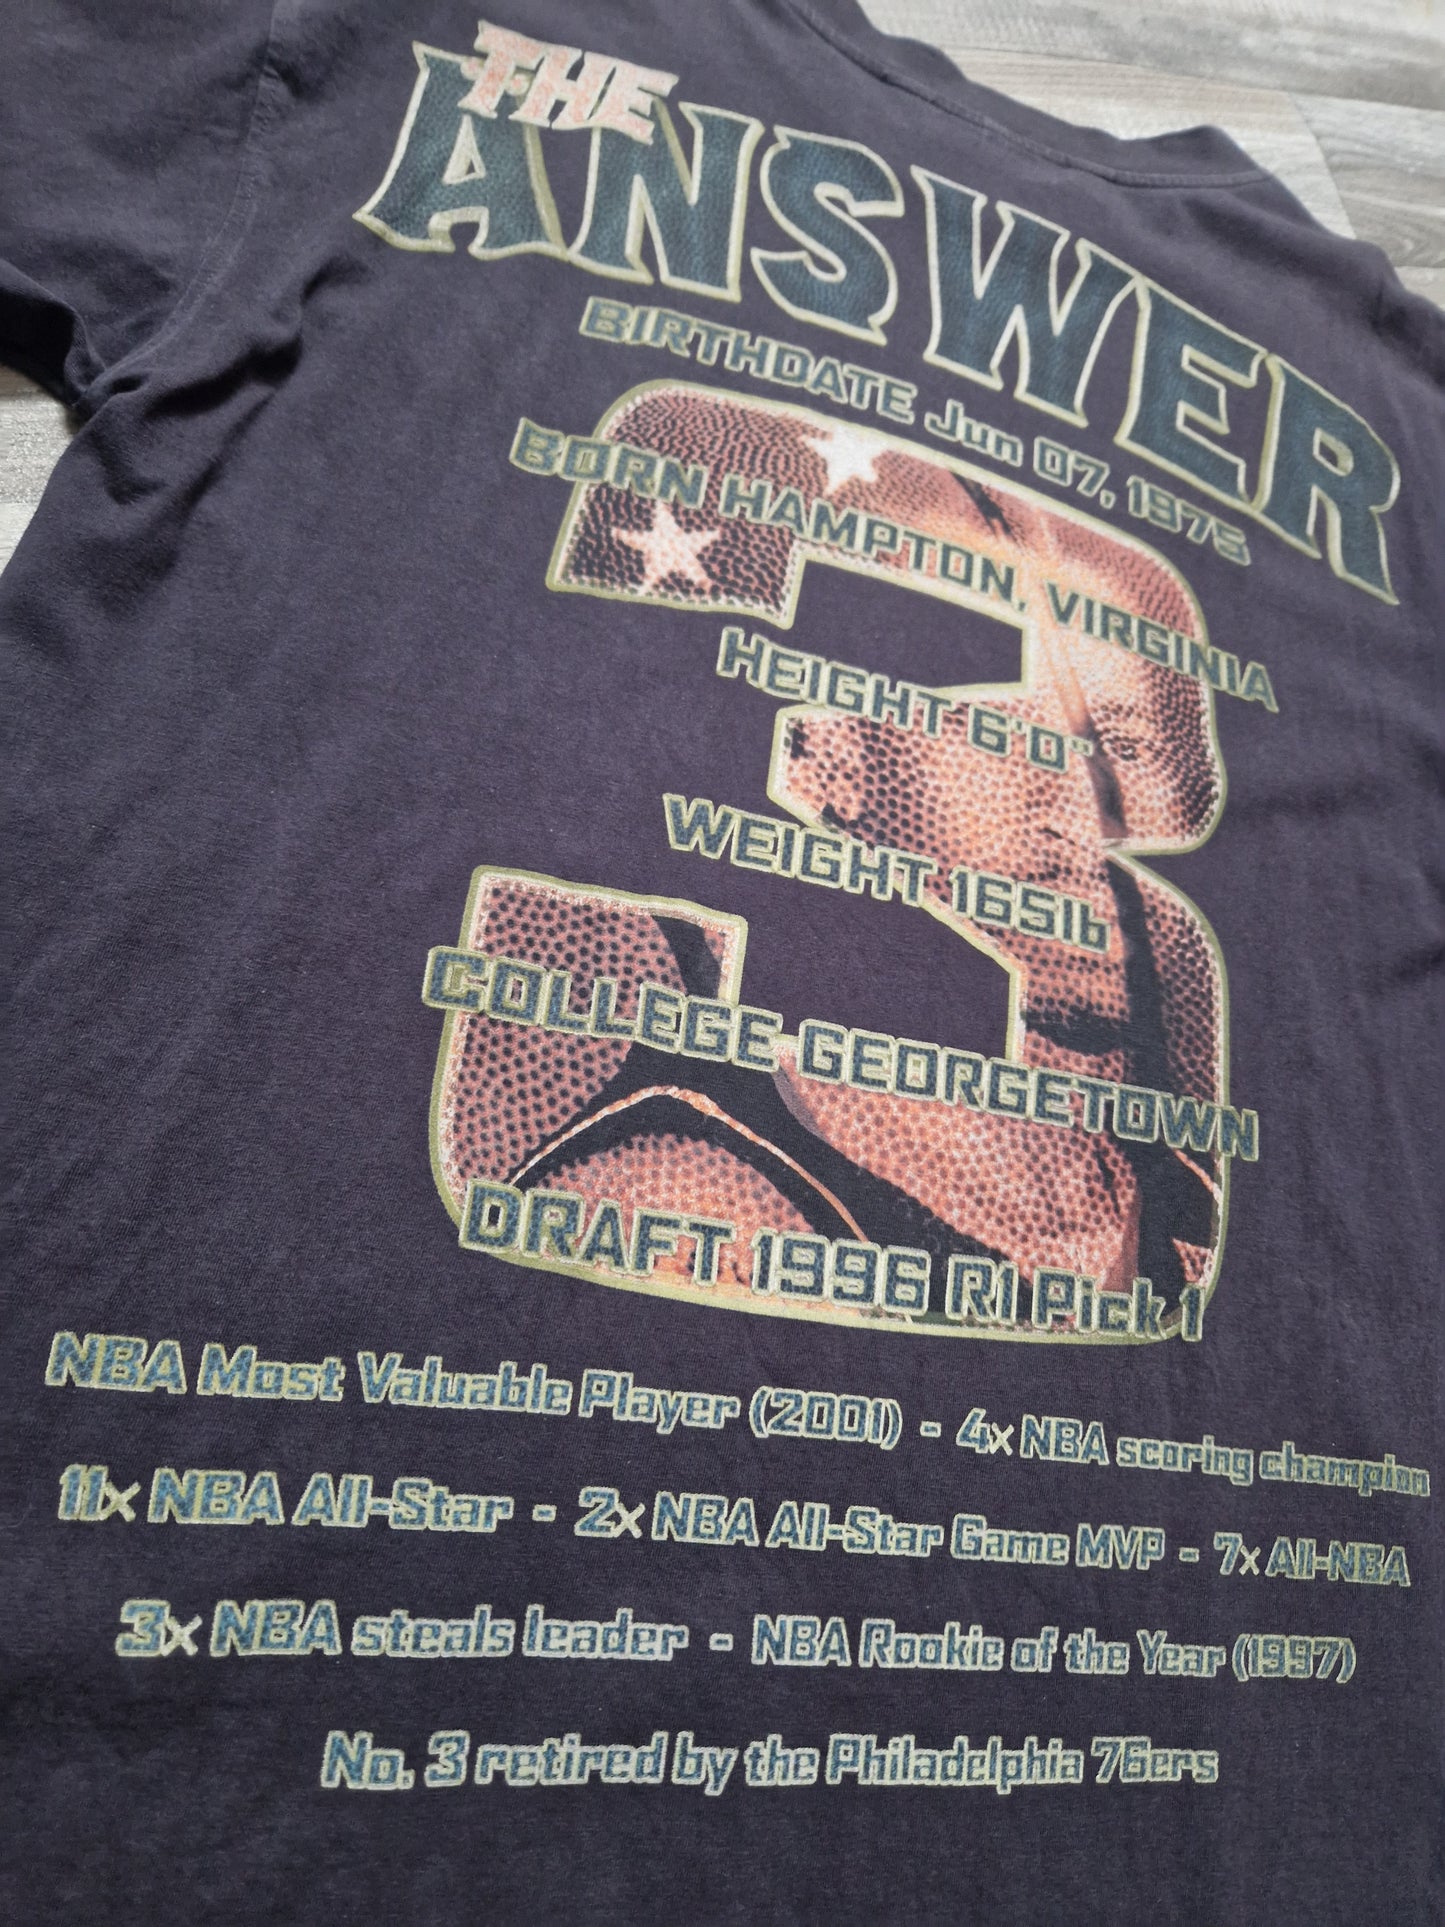 THE
ANSWER
BIRTHDATE Jun 07, 1975
BORN HAMPTON, VIRGINIA
HEIGHT 6'0"
WEIGHT 165lb
COLLEGE GEORGETOWN
DRAFT 1996 R1 Pick 1
NBA Most Valuable Player (2001) - 4x NBA scoring champion
11x NBA All-Star - 2x NBA All-Star Game MVP - 7x All-NBA
3x NBA steals leader - NBA Rookie of the Year (1997)
No. 3 retired by the Philadelphia 76ers
3